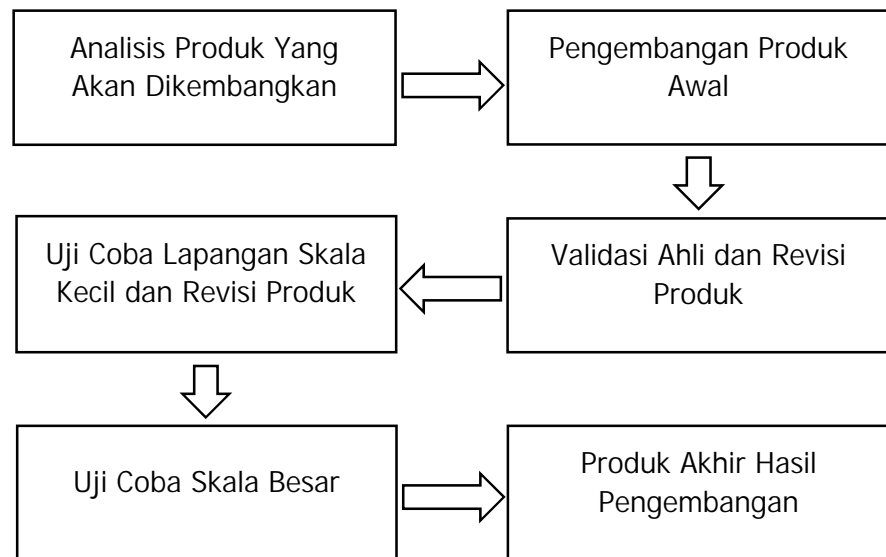 Analisis Produk Yang
Akan Dikembangkan
Pengembangan Produk
Awal
Validasi Ahli dan Revisi
Produk
Uji Coba Lapangan Skala
Kecil dan Revisi Produk
Uji Coba Skala Besar
Produk Akhir Hasil
Pengembangan